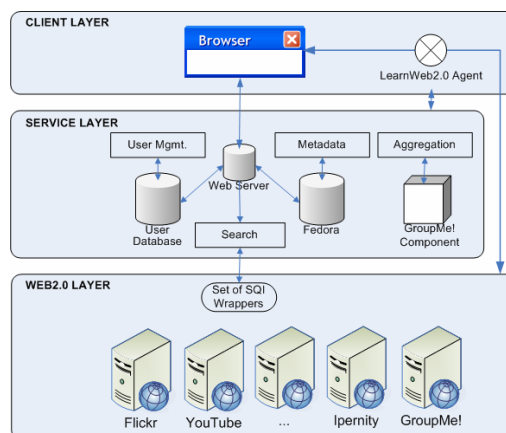 CLIENT LAYER
Browser
LearnWeb2.0 Agent
SERVICE LAYER
User Mgmt.
Metadata
Aggregation
Web Server
User
Database
Search
Fedora
GroupMe!
Component
WEB2.0 LAYER
Set of SQI
Wrappers
Flickr
YouTube
...
Ipernity
GroupMe!